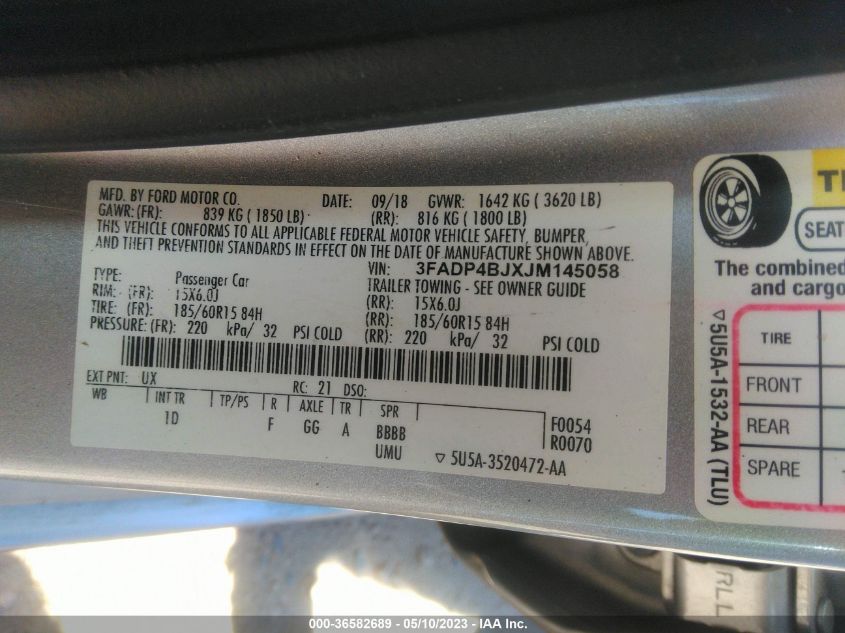 MFD. BY FORD MOTOR CO. DATE: 09/18 GVWR: 1642 KG ( 3620 LB)
GAWR: (FR): 839 KG ( 1850 LB) (RR): 816 KG ( 1800 LB)
THIS VEHICLE CONFORMS TO ALL APPLICABLE FEDERAL MOTOR VEHICLE SAFETY, BUMPER,
AND THEFT PREVENTION STANDARDS IN EFFECT ON THE DATE OF MANUFACTURE SHOWN ABOVE.
VIN: 3FADP4BJXJM145058
TYPE: Passenger Car TRAILER TOWING - SEE OWNER GUIDE
RIM: (FR): 15X6.0J (RR): 15X6.0J
TIRE: (FR): 185/60R15 84H (RR): 185/60R15 84H
PRESSURE: (FR): 220 kPa/ 32 PSI COLD (RR): 220 kPa/ 32 PSI COLD
EXT PNT: UX RC: 21 DSO:
WB INT TR TP/PS R AXLE TR SPR
1D F GG A BBBB
UMU
F0054
R0070
▽ 5U5A-3520472-AA
SEAT
The combined
and cargo
▽5U5A-1532-AA (TLU)
TIRE
FRONT
REAR
SPARE
RLL
000-36582689 - 05/10/2023 - IAA Inc.